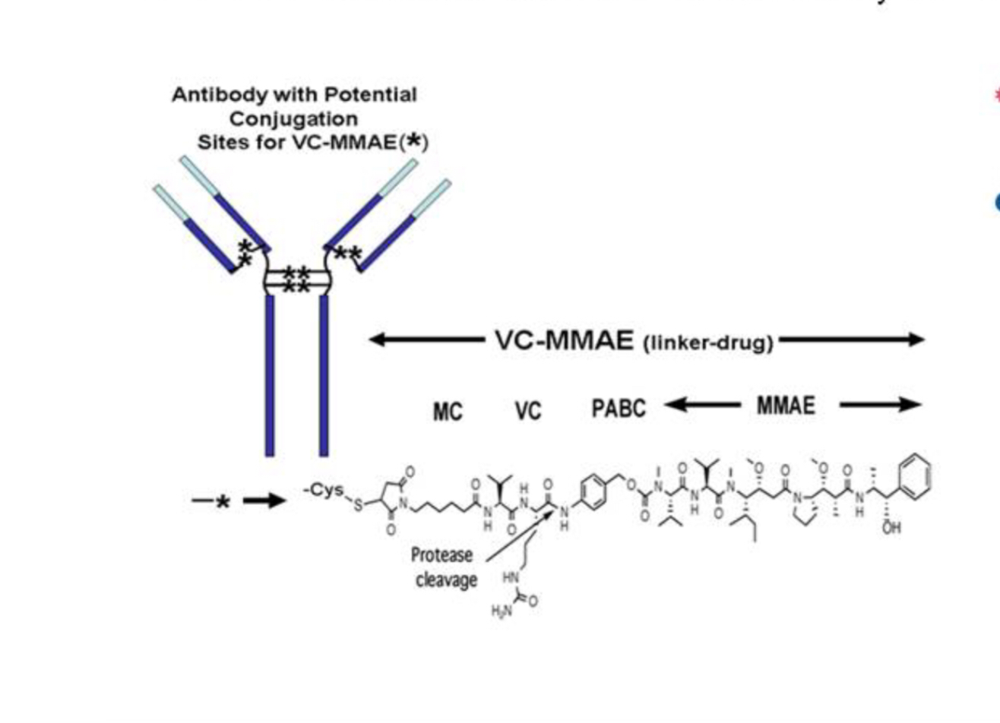 Antibody with Potential
Conjugation
Sites for VC-MMAE(*)
*
*
**
**
**
VC-MMAE (linker-drug)
MC VC PABC MMAE
—* -Cys
S
O
O
N
O
N
H
O
H
N
O
N
H
O
O
N
O
N
H
O
N
O
O
N
O
O
N
H
OH
Protease
cleavage
HN
H₂N
O